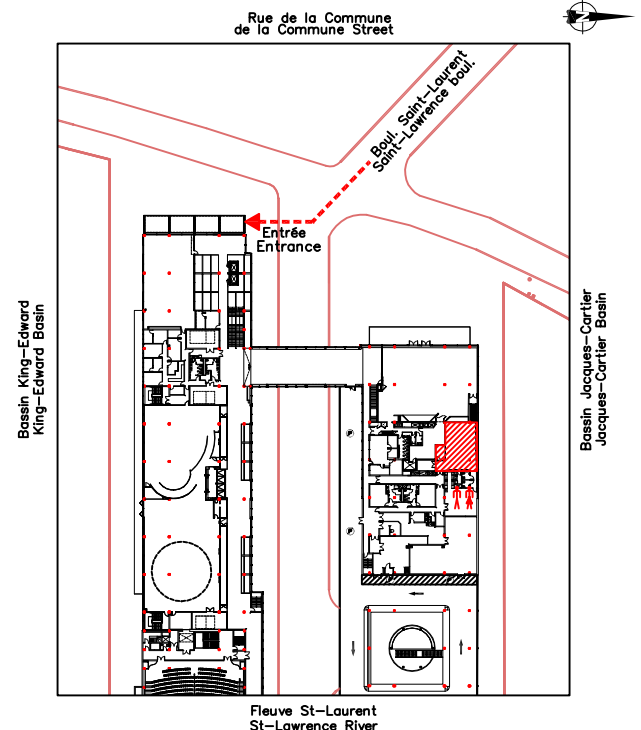 Rue de la Commune
de la Commune Street
Boul. Saint-Laurent
Saint-Lawrence boul.
Entrée
Entrance
Bassin King-Edward
King-Edward Basin
Bassin Jacques-Cartier
Jacques-Cartier Basin
P
P
Fleuve St-Laurent
St-Lawrence River